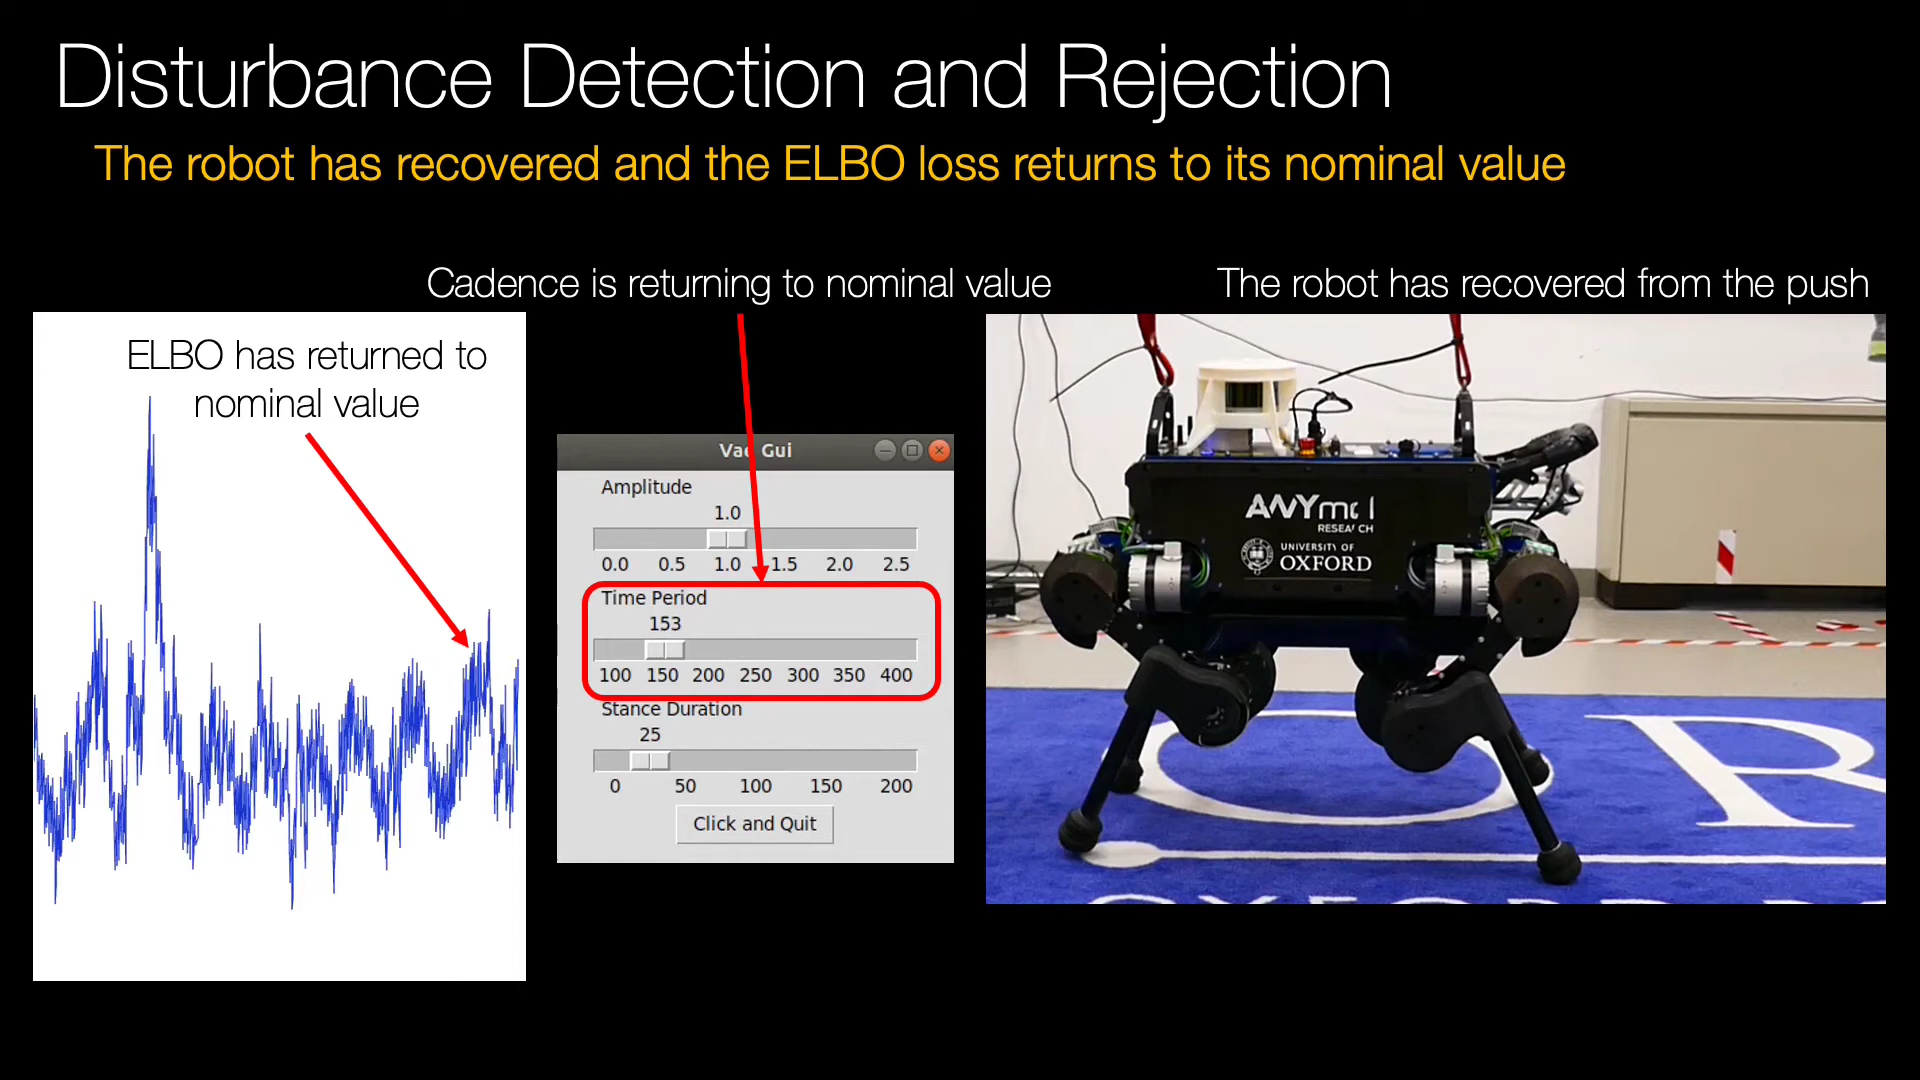 Disturbance Detection and Rejection
The robot has recovered and the ELBO loss returns to its nominal value
Cadence is returning to nominal value
The robot has recovered from the push
ELBO has returned to
nominal value
Gui
Amplitude
1.0
0.0 0.5 1.0 1.5 2.0 2.5
Time Period
153
100 150 200 250 300 350 400
Stance Duration
25
0 50 100 150 200
Click and Quit
RESEARCH
UNIVERSITY OF
OXFORD
O R